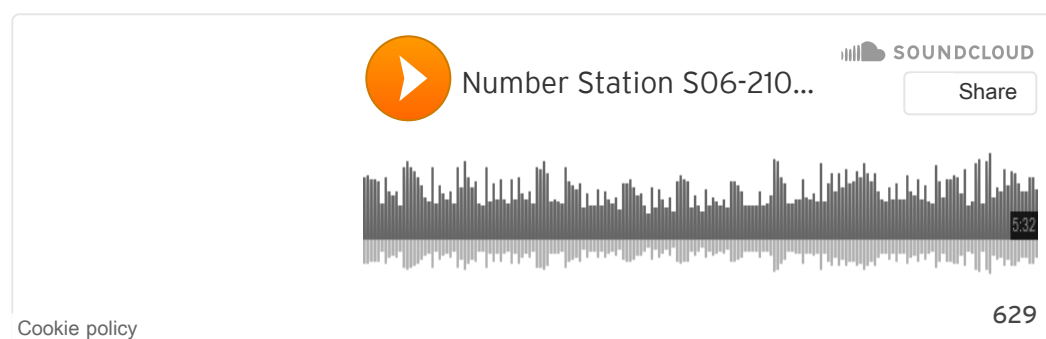 SOUNDCLOUD
Number Station S06-210...
Share
5:32
629
Cookie policy